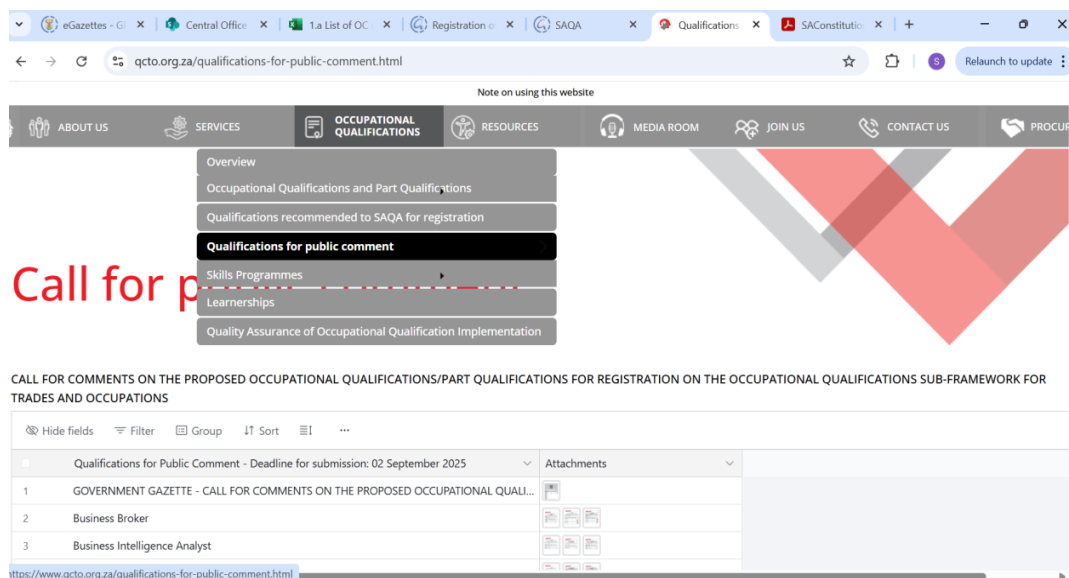 eGazettes - G
Central Office
1.a List of OC
Registration o
SAQA
Qualifications
SAConstitutio
qcto.org.za/qualifications-for-public-comment.html
S
Relaunch to update
Note on using this website
ABOUT US
SERVICES
OCCUPATIONAL
QUALIFICATIONS
RESOURCES
MEDIA ROOM
JOIN US
CONTACT US
PROCUR
Overview
Occupational Qualifications and Part Qualifications
Qualifications recommended to SAQA for registration
Qualifications for public comment
Skills Programmes
Learnerships
Quality Assurance of Occupational Qualification Implementation
Call for p
CALL FOR COMMENTS ON THE PROPOSED OCCUPATIONAL QUALIFICATIONS/PART QUALIFICATIONS FOR REGISTRATION ON THE OCCUPATIONAL QUALIFICATIONS SUB-FRAMEWORK FOR
TRADES AND OCCUPATIONS
Hide fields Filter Group Sort ...
Qualifications for Public Comment - Deadline for submission: 02 September 2025 Attachments
1 GOVERNMENT GAZETTE - CALL FOR COMMENTS ON THE PROPOSED OCCUPATIONAL QUALI...
2 Business Broker
3 Business Intelligence Analyst
https://www.qcto.org.za/qualifications-for-public-comment.html